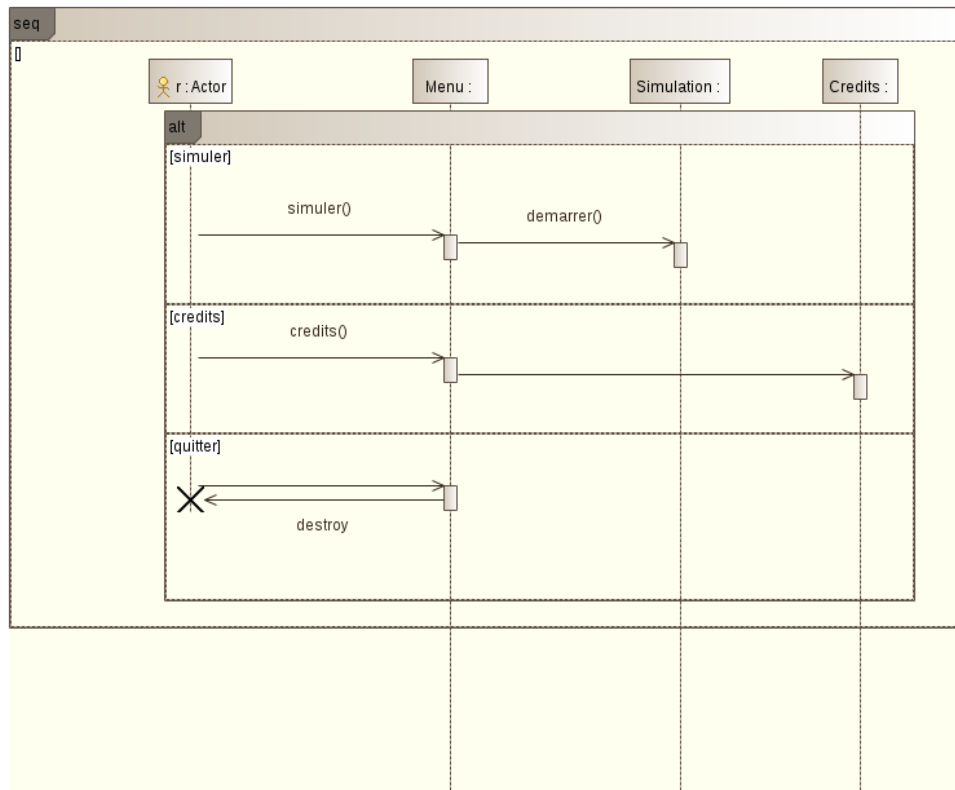 seq
[]
r : Actor
Menu :
Simulation :
Credits :
alt
[simuler]
simuler()
demarrer()
[credits]
credits()
[quitter]
destroy